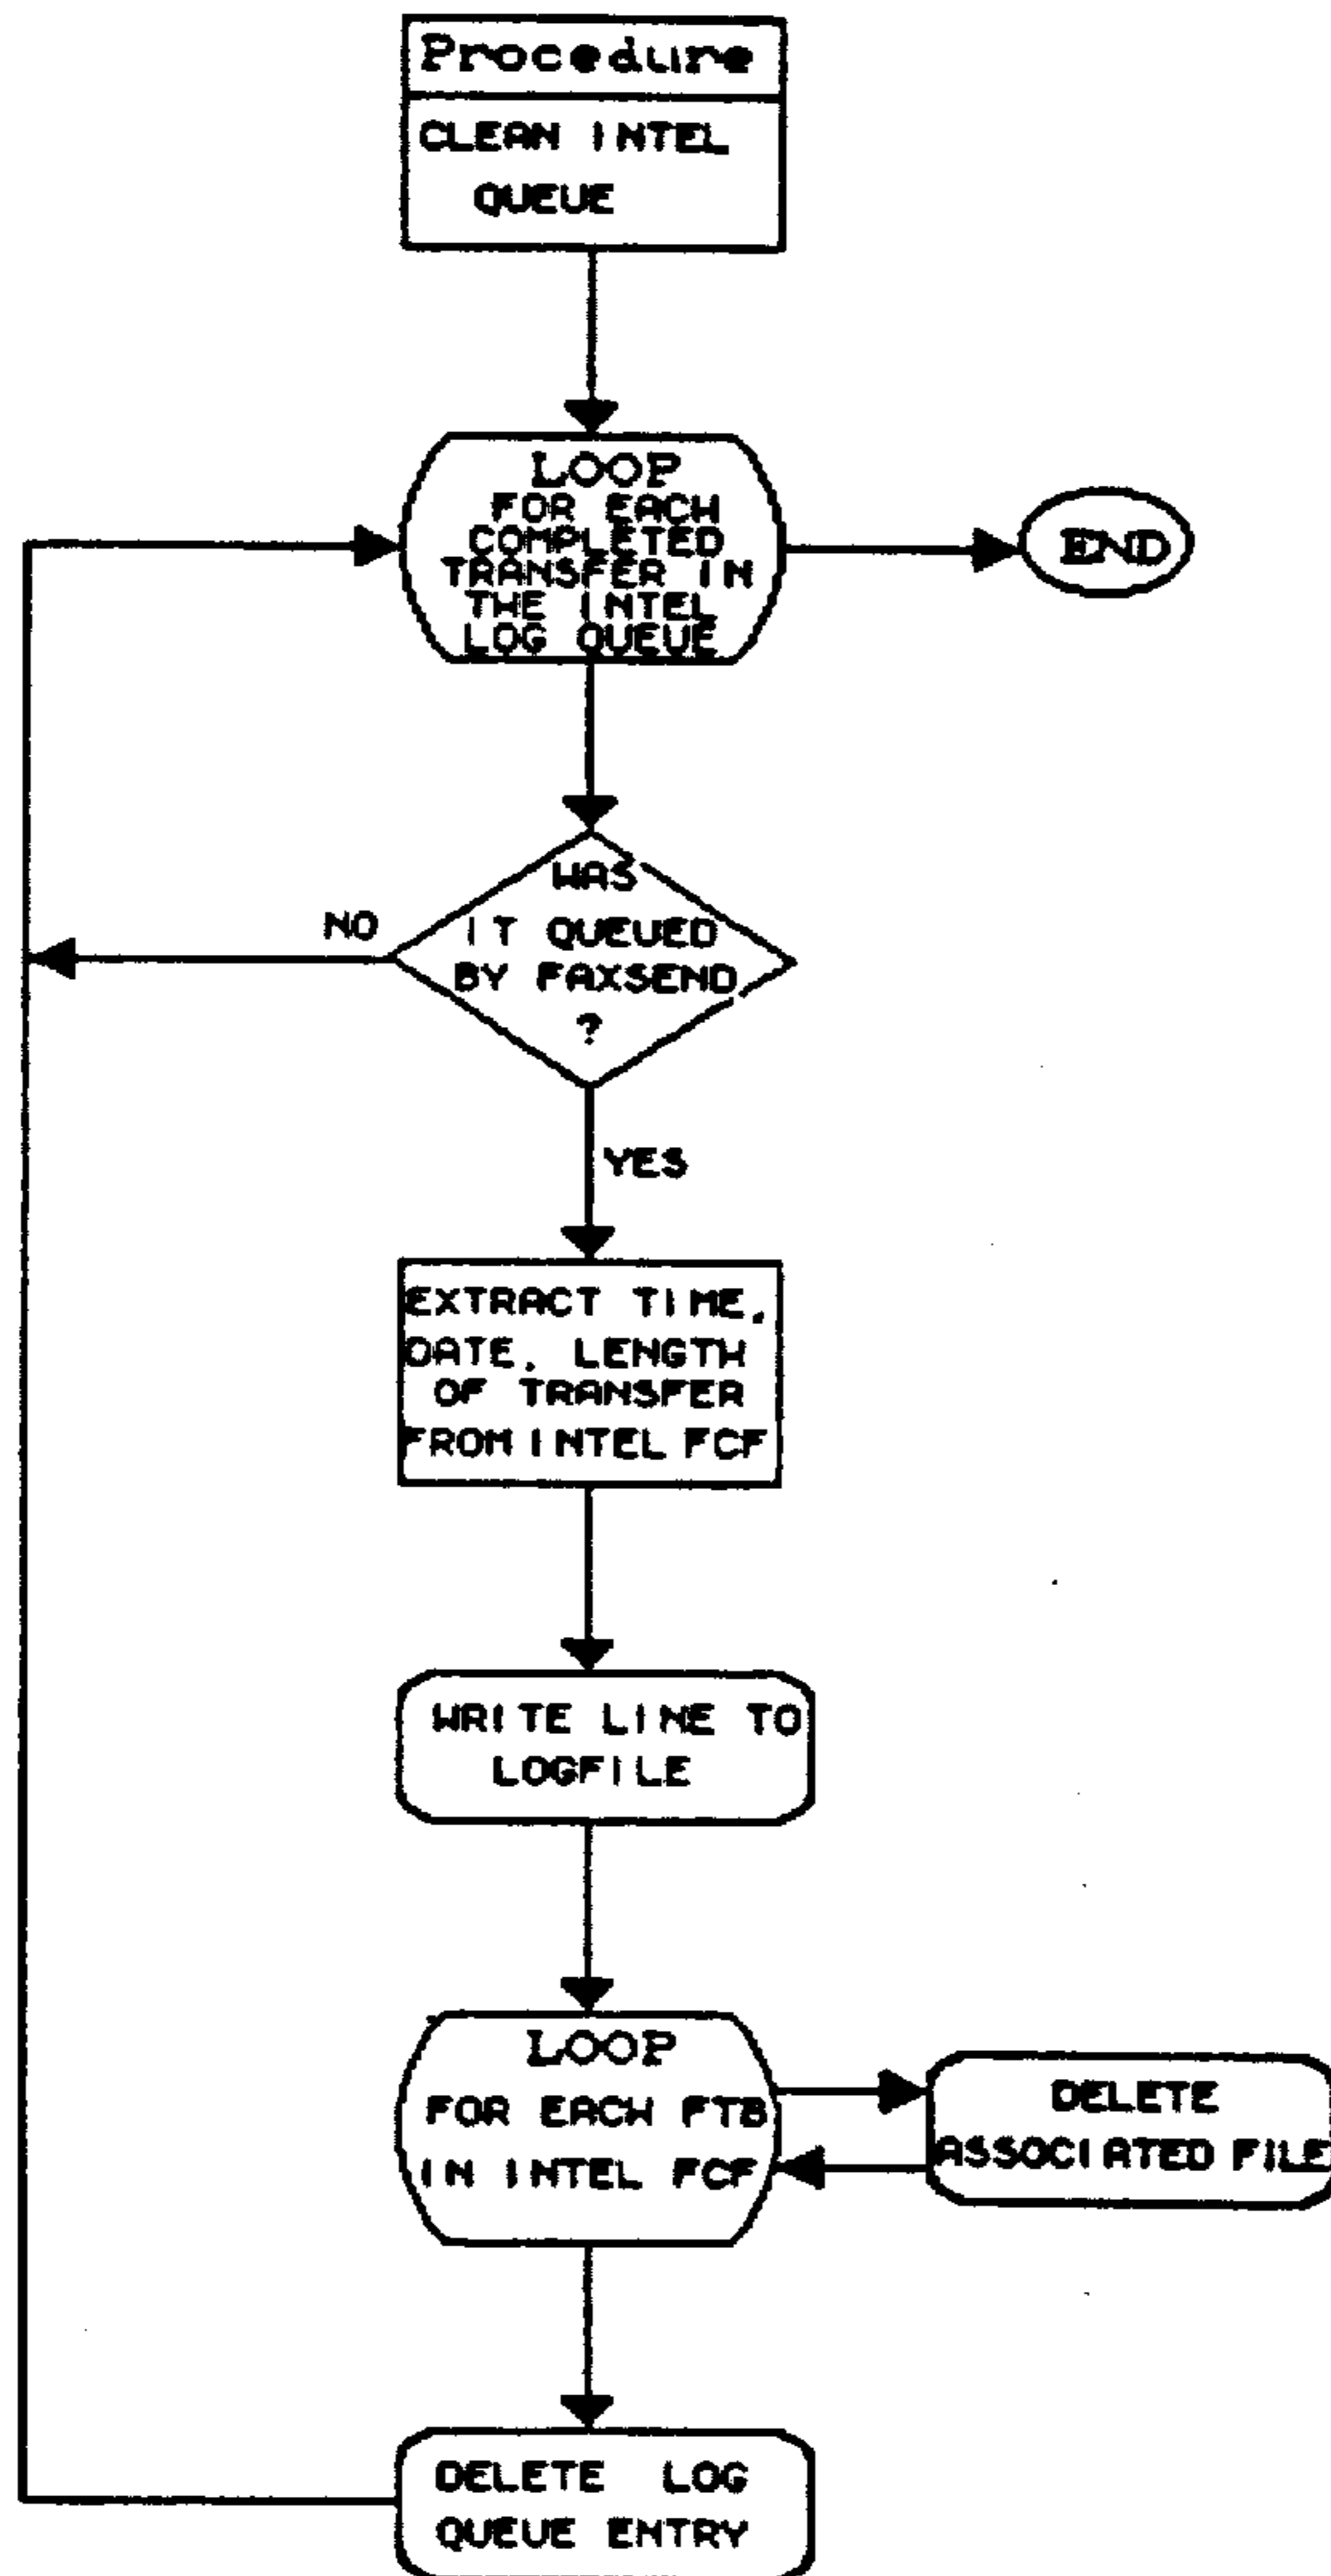 Procedure
CLEAN INTEL
QUEUE
LOOP
FOR EACH
COMPLETED
TRANSFER IN
THE INTEL
LOG QUEUE
END
WAS
IT QUEUED
BY FAXSEND
?
NO
YES
EXTRACT TIME,
DATE, LENGTH
OF TRANSFER
FROM INTEL FCF
WRITE LINE TO
LOGFILE
LOOP
FOR EACH FTB
IN INTEL FCF
DELETE
ASSOCIATED FILE
DELETE LOG
QUEUE ENTRY